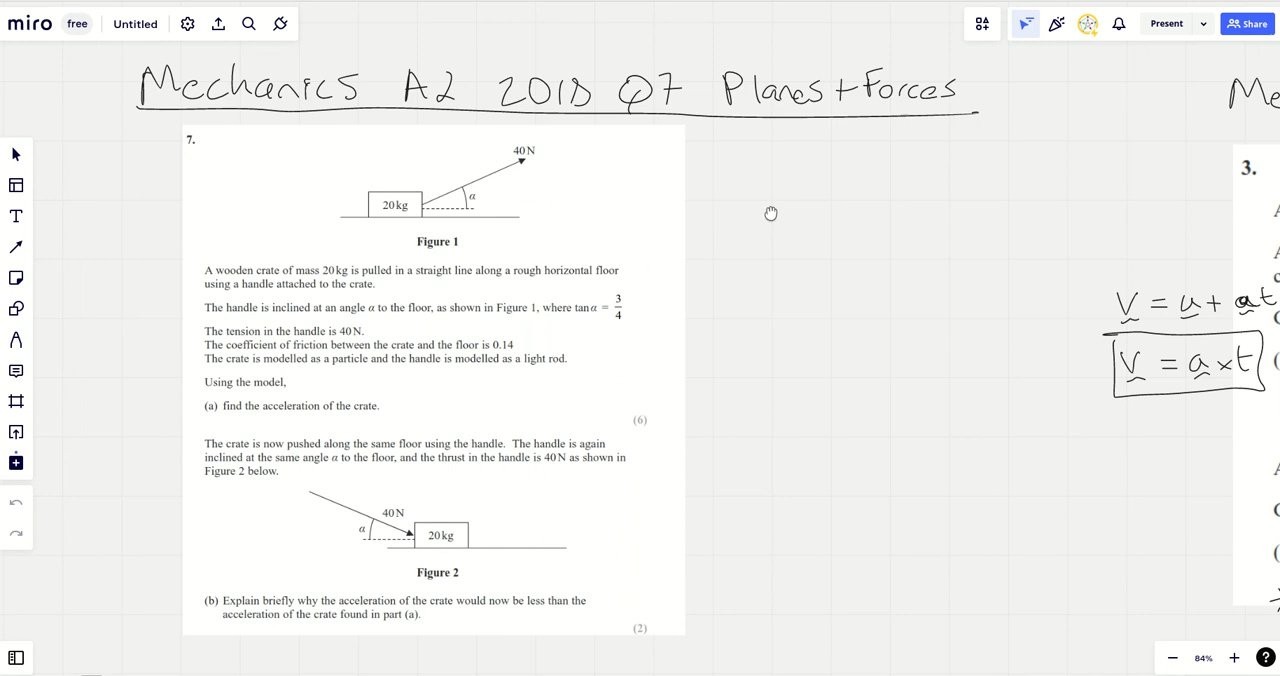 miro free Untitled Present Share
Mechanics A2 2018 Q7 Planes + Forces
Me
7.
40 N
α
20 kg
Figure 1
A wooden crate of mass 20 kg is pulled in a straight line along a rough horizontal floor
using a handle attached to the crate.
The handle is inclined at an angle α to the floor, as shown in Figure 1, where tan α = 3/4
The tension in the handle is 40 N.
The coefficient of friction between the crate and the floor is 0.14
The crate is modelled as a particle and the handle is modelled as a light rod.
Using the model,
(a) find the acceleration of the crate.
(6)
The crate is now pushed along the same floor using the handle. The handle is again
inclined at the same angle α to the floor, and the thrust in the handle is 40 N as shown in
Figure 2 below.
40 N
α
20 kg
Figure 2
(b) Explain briefly why the acceleration of the crate would now be less than the
acceleration of the crate found in part (a).
(2)
3.
v = u + at
v = a × t
84%